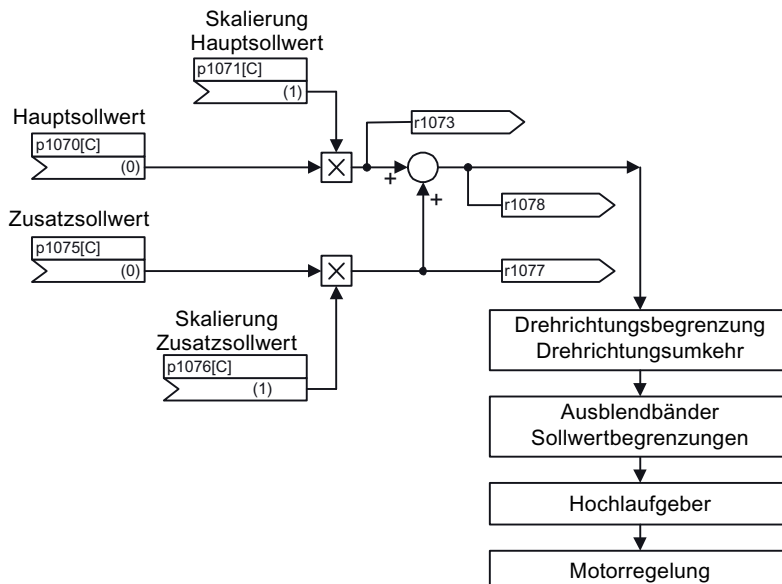 Skalierung
Hauptsollwert
p1071[C]
(1)
Hauptsollwert
p1070[C]
(0)
r1073
+
+
r1078
Zusatzsollwert
p1075[C]
(0)
r1077
Skalierung
Zusatzsollwert
p1076[C]
(1)
Drehrichtungsbegrenzung
Drehrichtungsumkehr
Ausblendbänder
Sollwertbegrenzungen
Hochlaufgeber
Motorregelung